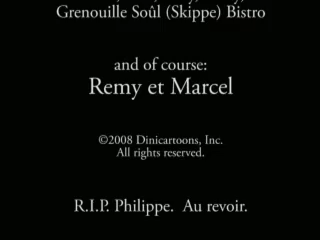 Grenouille Soûl (Skippe) Bistro
and of course:
Remy et Marcel
©2008 Dinicartoons, Inc.
All rights reserved.
R.I.P. Philippe. Au revoir.